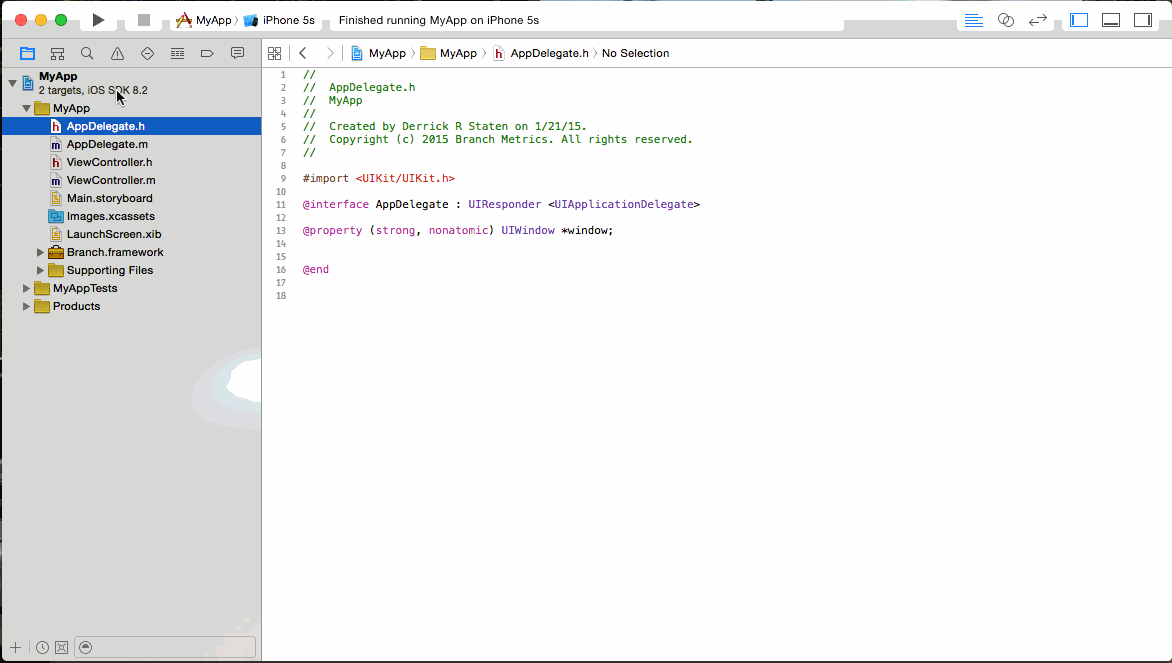 MyApp iPhone 5s Finished running MyApp on iPhone 5s
MyApp MyApp h AppDelegate.h No Selection
MyApp
2 targets, iOS SDK 8.2
MyApp
h AppDelegate.h
m AppDelegate.m
h ViewController.h
m ViewController.m
Main.storyboard
Images.xcassets
LaunchScreen.xib
Branch.framework
Supporting Files
MyAppTests
Products
1 //
2 // AppDelegate.h
3 // MyApp
4 //
5 // Created by Derrick R Staten on 1/21/15.
6 // Copyright (c) 2015 Branch Metrics. All rights reserved.
7 //
8
9 #import <UIKit/UIKit.h>
10
11 @interface AppDelegate : UIResponder <UIApplicationDelegate>
12
13 @property (strong, nonatomic) UIWindow *window;
14
15
16 @end
17
18